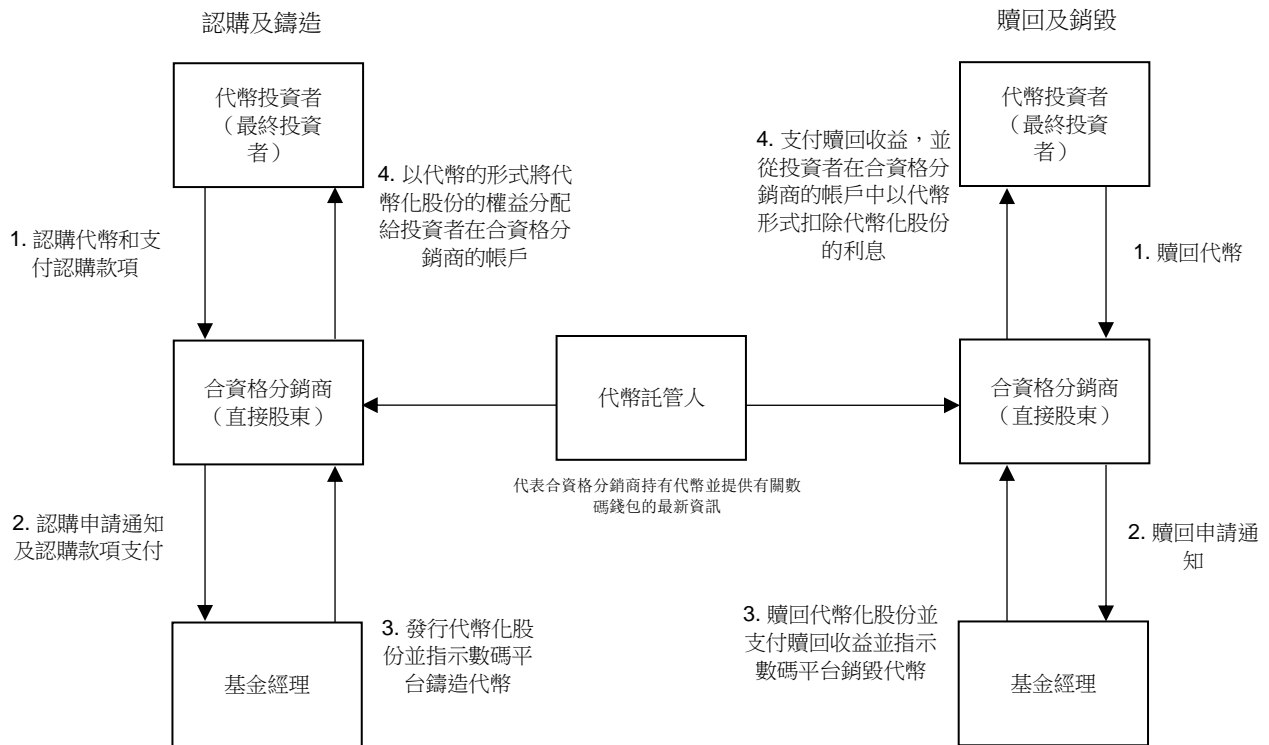 認購及鑄造
贖回及銷毀
代幣投資者
（最終投資
者）
代幣投資者
（最終投資
者）
4. 以代幣的形式將代
幣化股份的權益分配
給投資者在合資格分
銷商的帳戶
4. 支付贖回收益，並
從投資者在合資格分
銷商的帳戶中以代幣
形式扣除代幣化股份
的利息
1. 認購代幣和支
付認購款項
1. 贖回代幣
合資格分銷商
（直接股東）
代幣託管人
合資格分銷商
（直接股東）
代表合資格分銷商持有代幣並提供有關數
碼錢包的最新資訊
2. 認購申請通知
及認購款項支付
2. 贖回申請通
知
3. 發行代幣化股
份並指示數碼平
台鑄造代幣
3. 贖回代幣化股份並
支付贖回收益並指示
數碼平台銷毀代幣
基金經理
基金經理